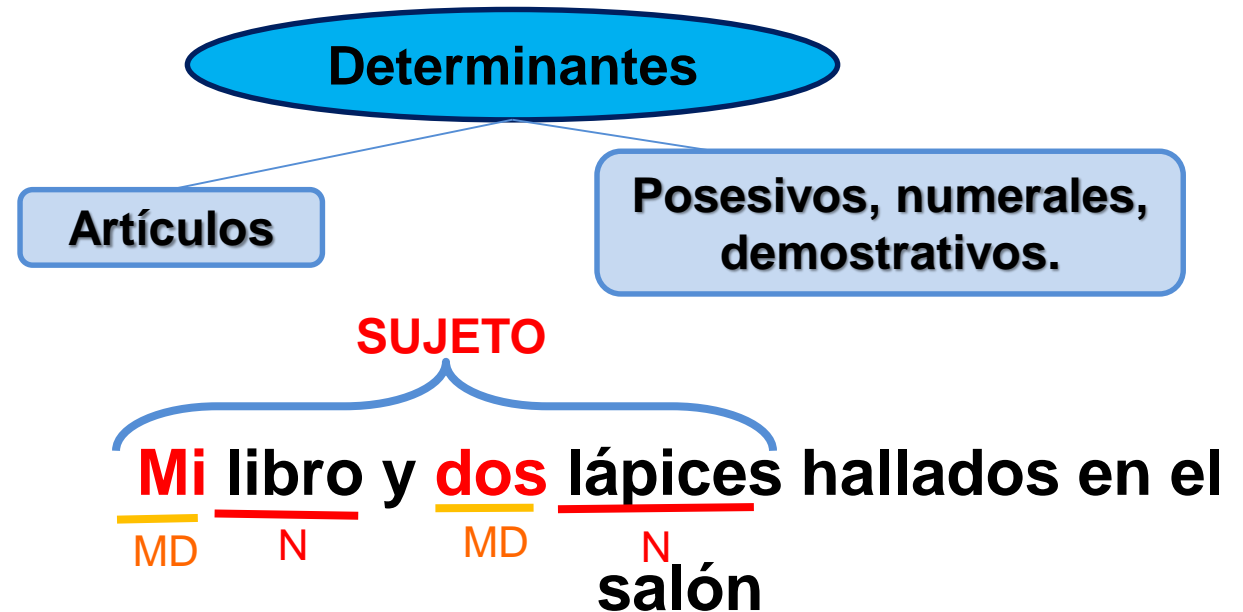 Determinantes
Artículos
Posesivos, numerales,
demostrativos.
SUJETO
Mi libro y dos lápices hallados en el
MD N MD N
salón